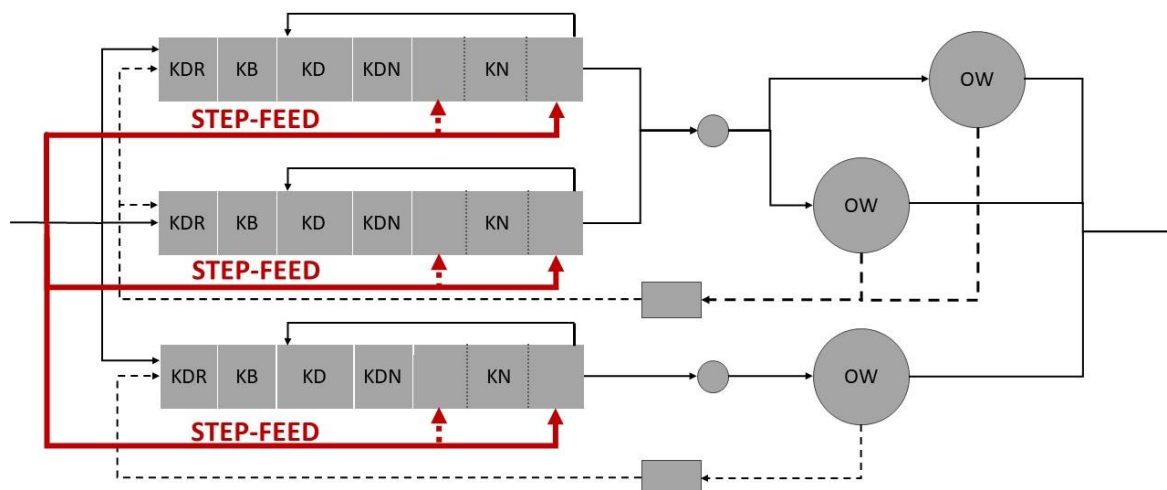 KDR KB KD KDN KN
OW
STEP-FEED
OW
KDR KB KD KDN KN
STEP-FEED
KDR KB KD KDN KN
OW
STEP-FEED